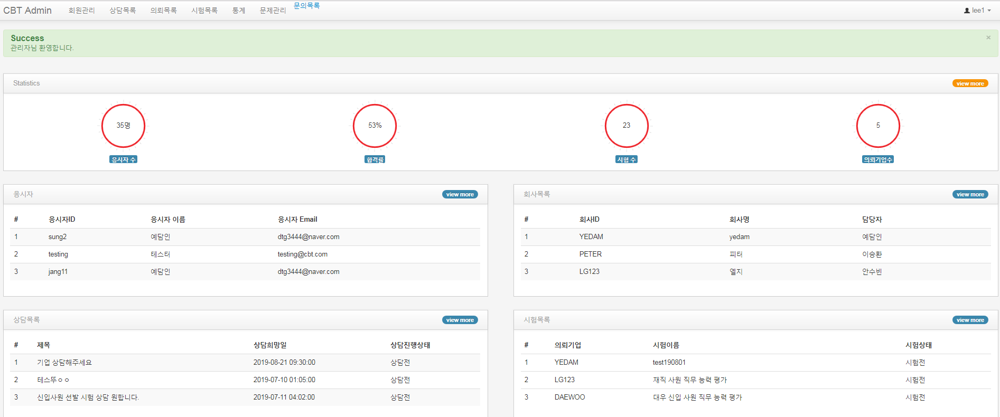 CBT Admin 회원관리 상담목록 의뢰목록 시험목록 통계 문제관리 문의목록 lee1
Success ×
관리자님 환영합니다.
Statistics view more
35명 53% 23 5
응시자 수 합격률 시험 수 의뢰기업수
응시자 view more
# 응시자ID 응시자 이름 응시자 Email
1 sung2 예담인 dtg3444@naver.com
2 testing 테스터 testing@cbt.com
3 jang11 예담인 dtg3444@naver.com
회사목록 view more
# 회사ID 회사명 담당자
1 YEDAM yedam 예담인
2 PETER 피터 이승환
3 LG123 엘지 안수빈
상담목록 view more
# 제목 상담희망일 상담진행상태
1 기업 상담해주세요 2019-08-21 09:30:00 상담전
2 테스뚜ㅇㅇ 2019-07-10 01:05:00 상담전
3 신입사원 선발 시험 상담 원합니다. 2019-07-11 04:02:00 상담전
시험목록 view more
# 의뢰기업 시험이름 시험상태
1 YEDAM test190801 시험전
2 LG123 재직 사원 직무 능력 평가 시험전
3 DAEWOO 대우 신입 사원 직무 능력 평가 시험전